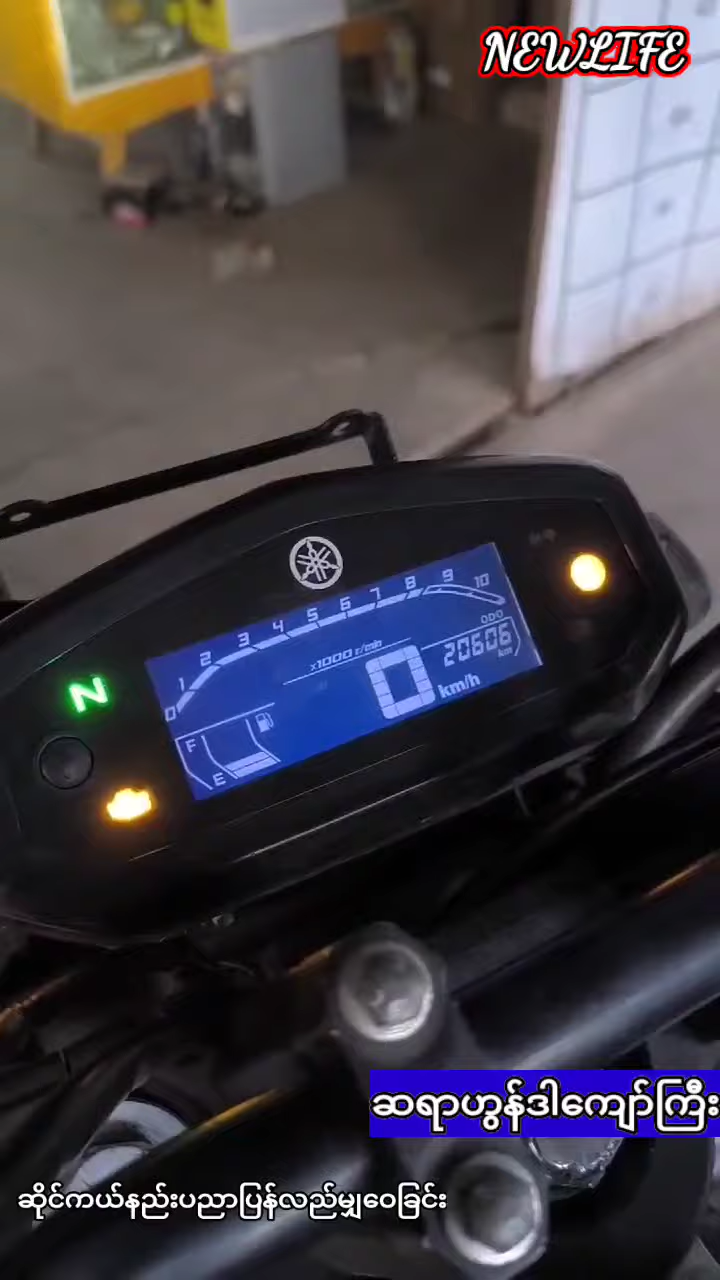 NEWLIFE
0 1 2 3 4 5 6 7 8 9 10
x1000 r/min
ODO
20606
km
0 km/h
N
F
E
ဆရာဟွန်ဒါကျော်ကြီး
ဆိုင်ကယ်နည်းပညာပြန်လည်မျှဝေခြင်း